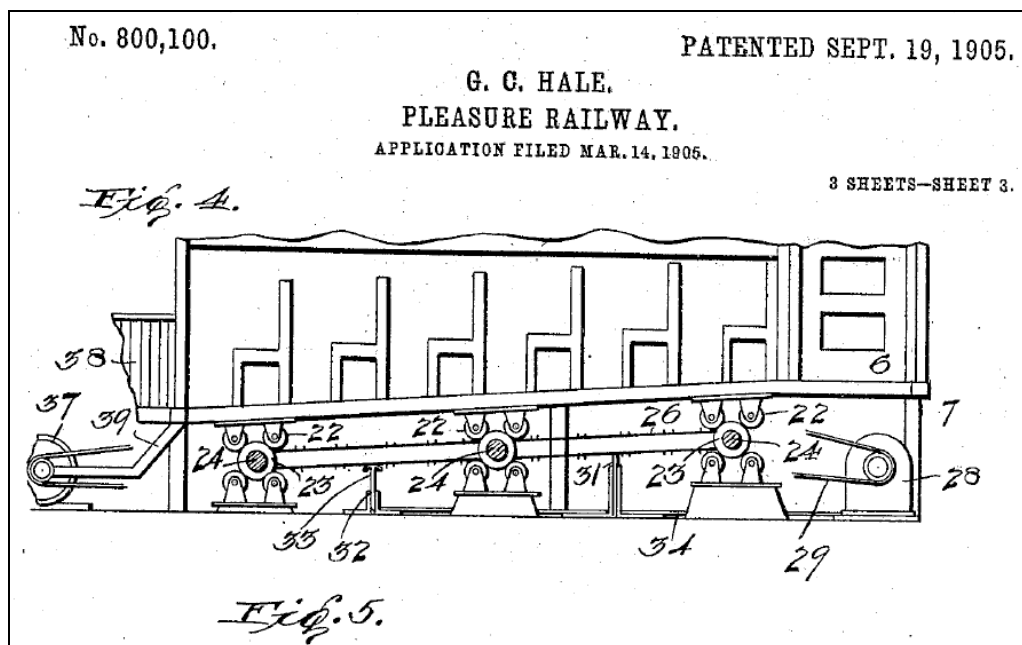 No. 800,100.
PATENTED SEPT. 19, 1905.
G. C. HALE.
PLEASURE RAILWAY.
APPLICATION FILED MAR. 14, 1905.
3 SHEETS—SHEET 3.
Fig. 4.
38
6
37
39
22
22
26
22
7
24
23
24
31
23
24
28
33
32
34
29
Fig. 5.